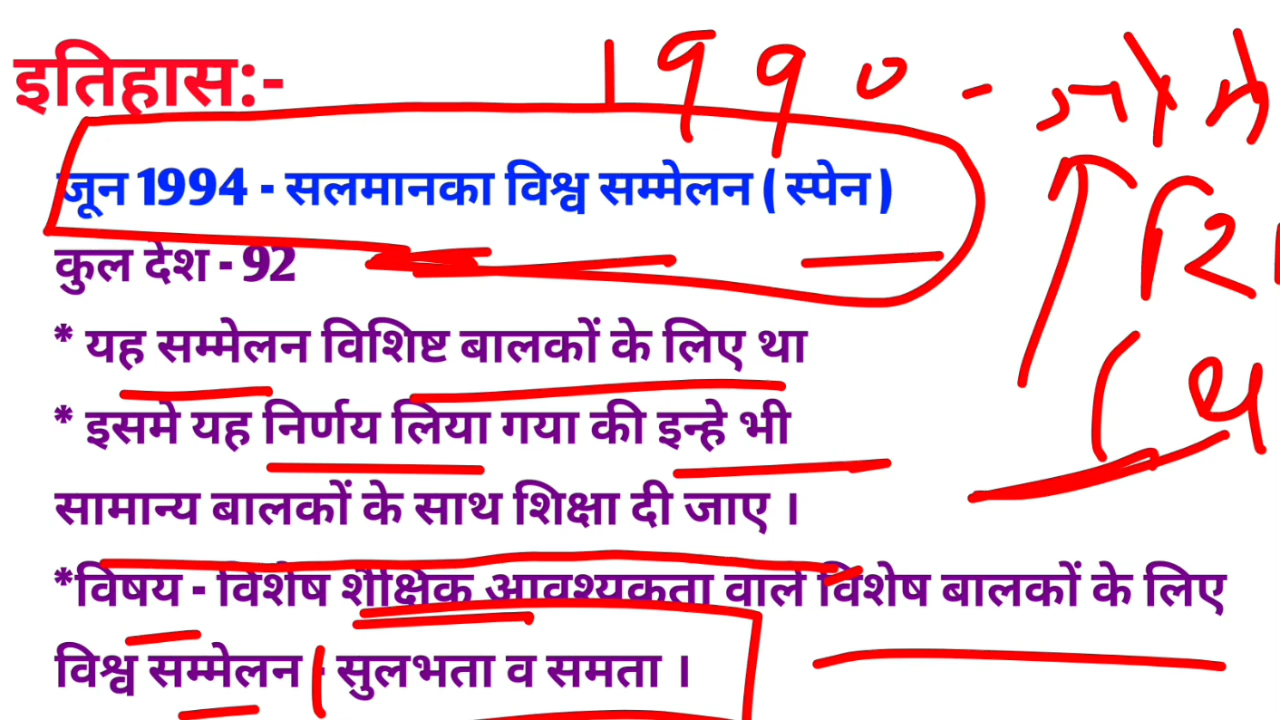 इतिहास:-
१९९०
जून 1994 - सलमानका विश्व सम्मेलन ( स्पेन )
कुल देश - 92
* यह सम्मेलन विशिष्ट बालकों के लिए था
* इसमे यह निर्णय लिया गया की इन्हे भी
सामान्य बालकों के साथ शिक्षा दी जाए ।
*विषय - विशेष शैक्षिक आवश्यकता वाले विशेष बालकों के लिए
विश्व सम्मेलन - सुलभता व समता ।